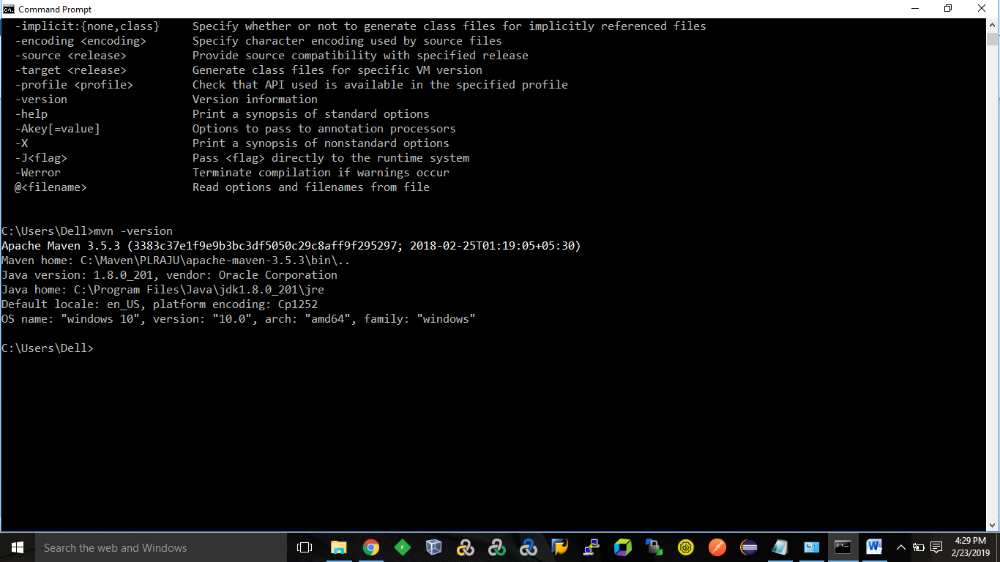 Command Prompt
-implicit:{none,class} Specify whether or not to generate class files for implicitly referenced files
-encoding <encoding> Specify character encoding used by source files
-source <release> Provide source compatibility with specified release
-target <release> Generate class files for specific VM version
-profile <profile> Check that API used is available in the specified profile
-version Version information
-help Print a synopsis of standard options
-Akey[=value] Options to pass to annotation processors
-X Print a synopsis of nonstandard options
-J<flag> Pass <flag> directly to the runtime system
-Werror Terminate compilation if warnings occur
@<filename> Read options and filenames from file
C:\Users\Dell>mvn -version
Apache Maven 3.5.3 (3383c37e1f9e9b3bc3df5050c29c8aff9f295297; 2018-02-25T01:19:05+05:30)
Maven home: C:\Maven\PLRAJU\apache-maven-3.5.3\bin\..
Java version: 1.8.0_201, vendor: Oracle Corporation
Java home: C:\Program Files\Java\jdk1.8.0_201\jre
Default locale: en_US, platform encoding: Cp1252
OS name: "windows 10", version: "10.0", arch: "amd64", family: "windows"
C:\Users\Dell>
Search the web and Windows
4:29 PM
2/23/2019